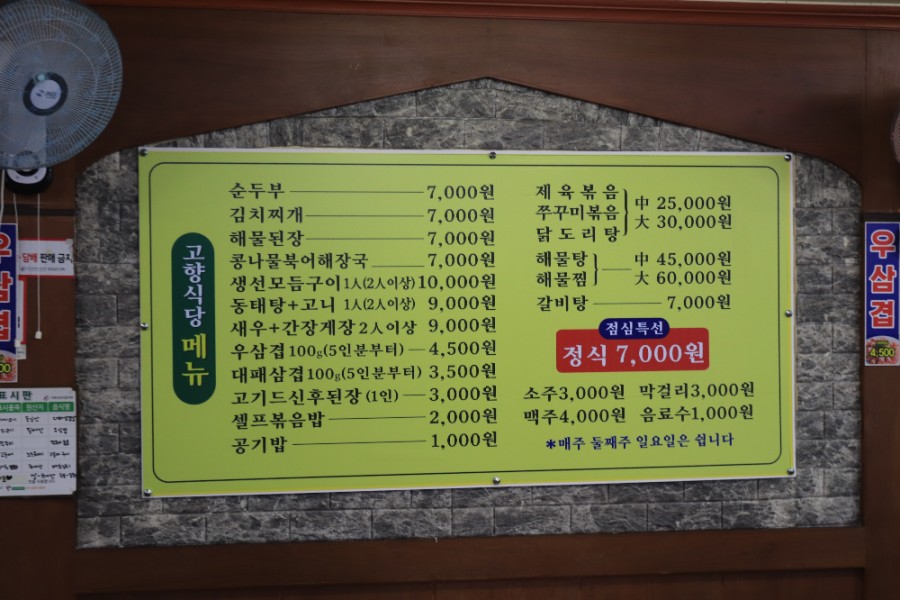 고향식당 메뉴
순두부 7,000원
김치찌개 7,000원
해물된장 7,000원
콩나물북어해장국 7,000원
생선모듬구이 1人(2人이상) 10,000원
동태탕+고니 1人(2人이상) 9,000원
새우+간장게장 2人이상 9,000원
우삼겹 100g(5인분부터) 4,500원
대패삼겹 100g(5인분부터) 3,500원
고기드신후된장 (1인) 3,000원
셀프볶음밥 2,000원
공기밥 1,000원
제육볶음
쭈꾸미볶음
닭도리탕
中 25,000원
大 30,000원
해물탕
해물찜
中 45,000원
大 60,000원
갈비탕 7,000원
점심특선
정식 7,000원
소주3,000원 막걸리3,000원
맥주4,000원 음료수1,000원
*매주 둘째주 일요일은 쉽니다
담배 판매 금지
표시판
우삼겹
4,500